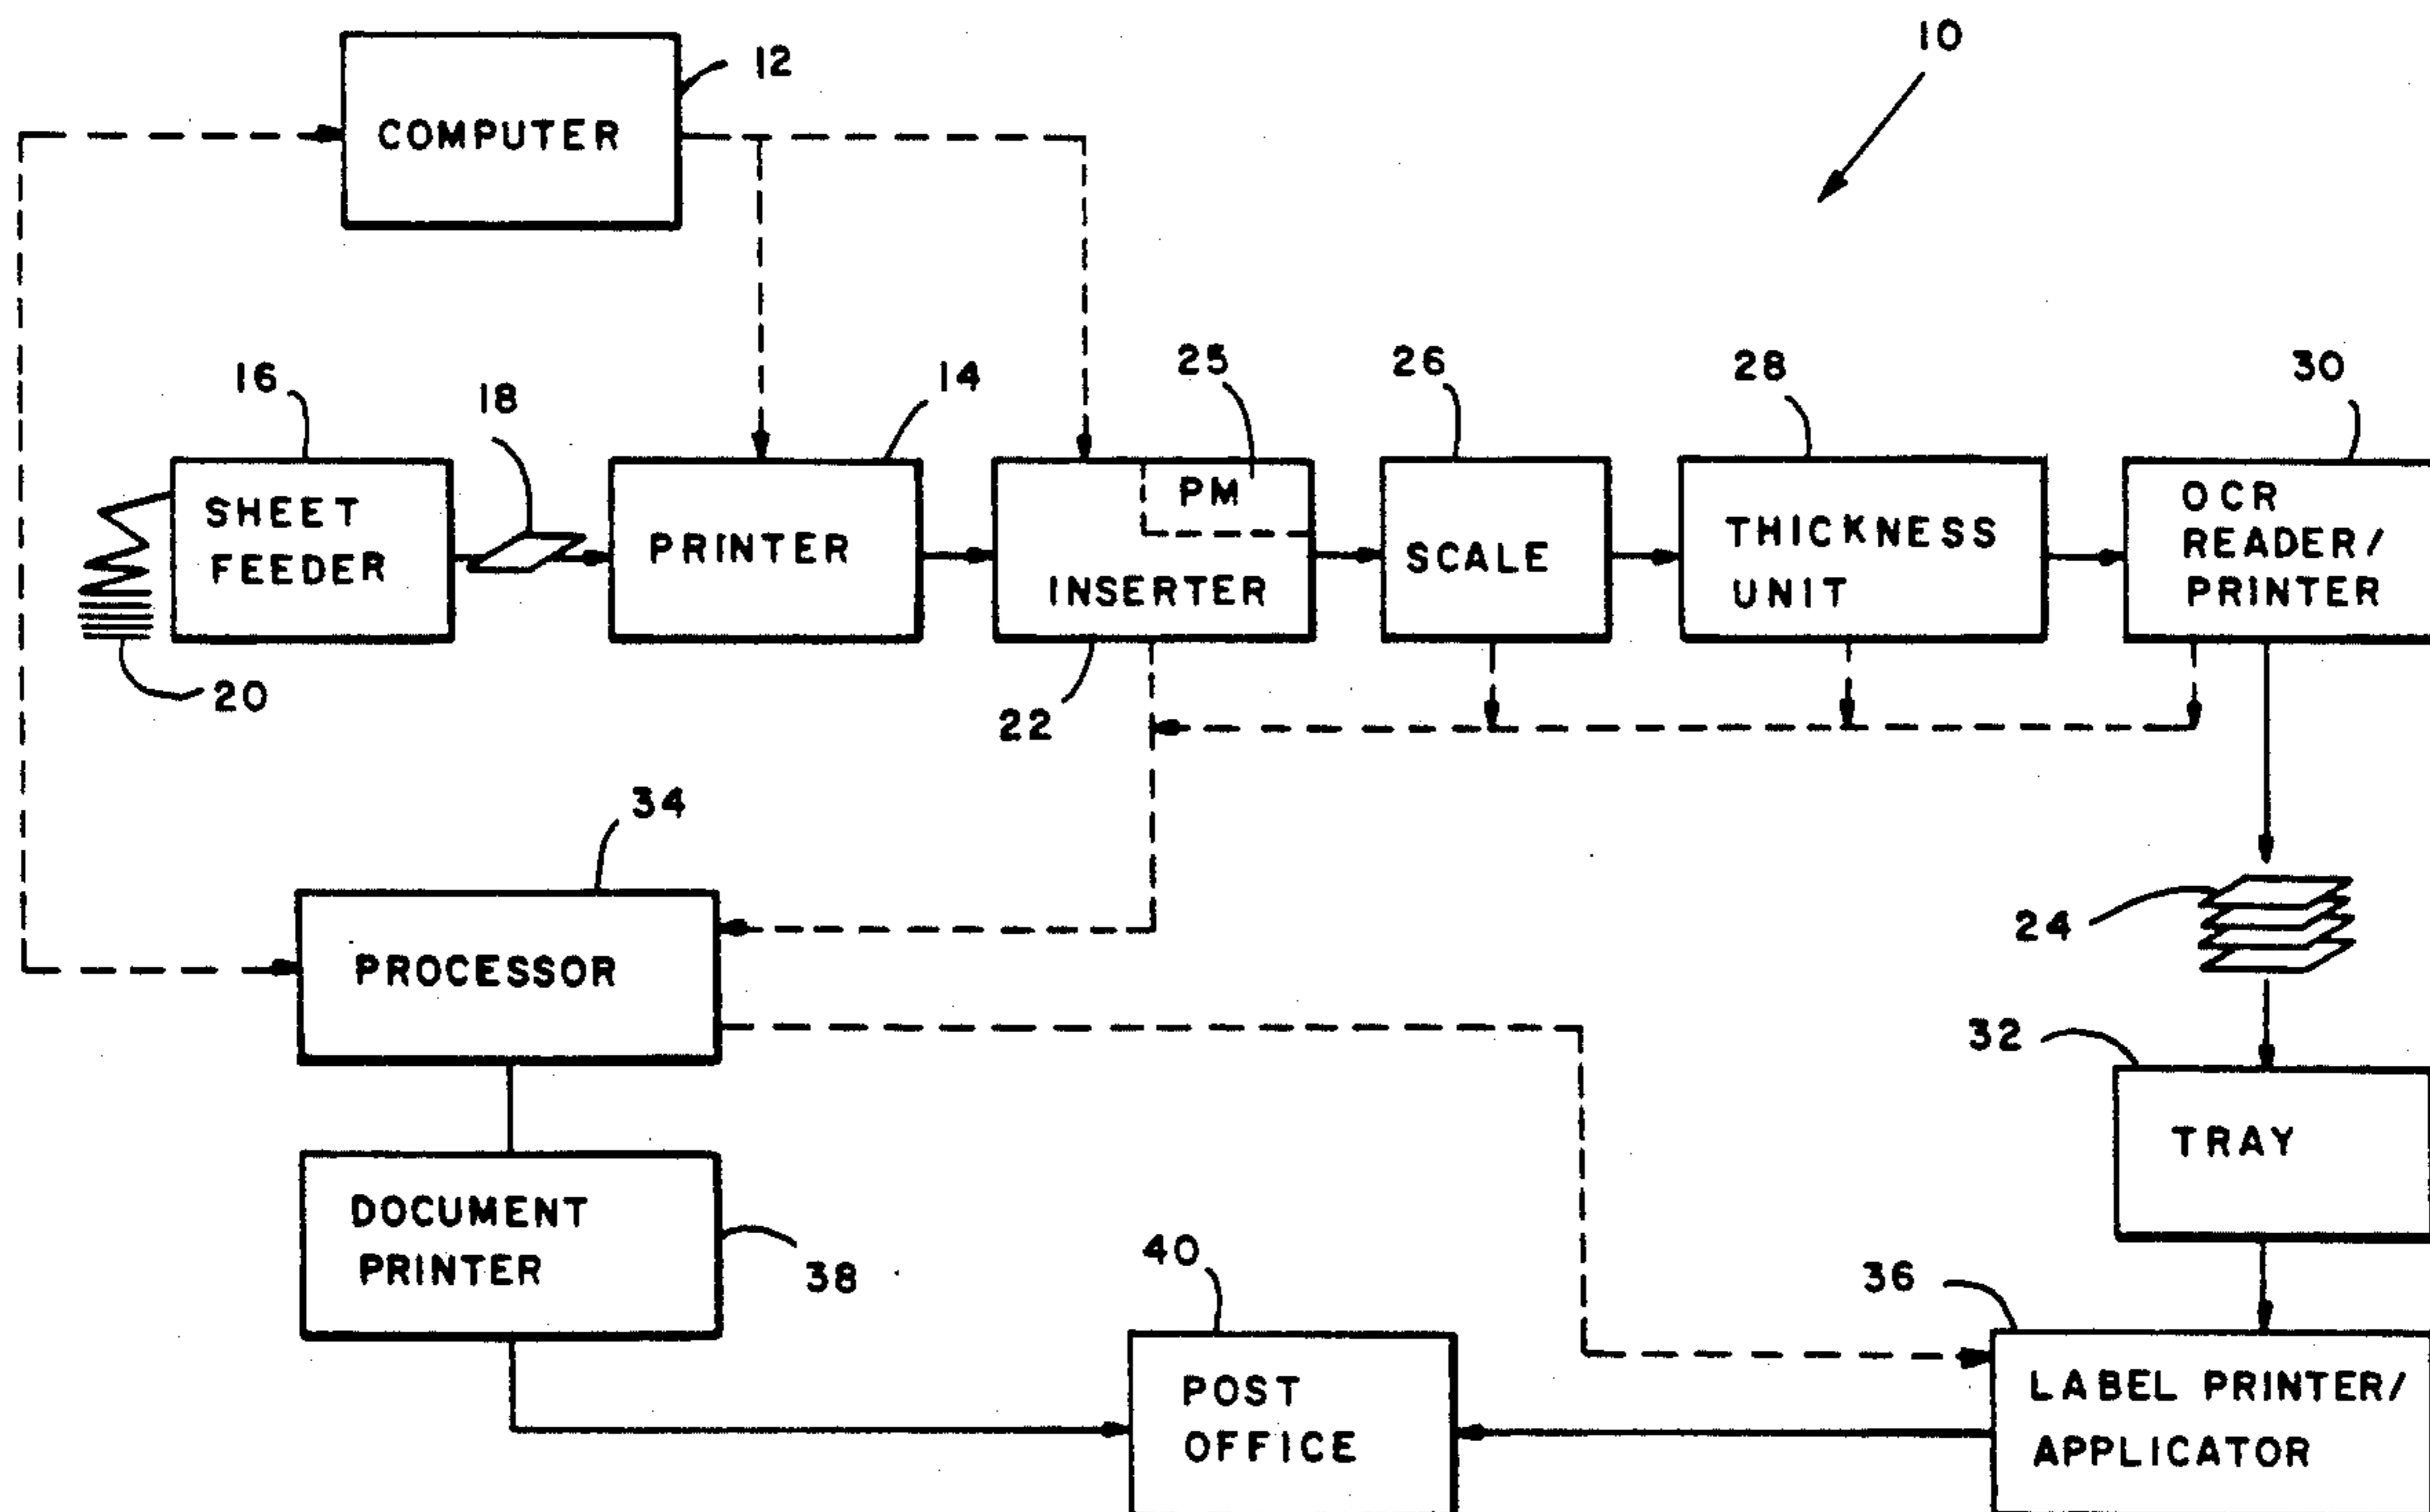 10
12
COMPUTER
16
18
14
25
26
28
30
SHEET
FEEDER
PRINTER
PM
INSERTER
SCALE
THICKNESS
UNIT
OCR
READER/
PRINTER
20
22
34
24
PROCESSOR
32
TRAY
DOCUMENT
PRINTER
38
40
36
POST
OFFICE
LABEL PRINTER/
APPLICATOR